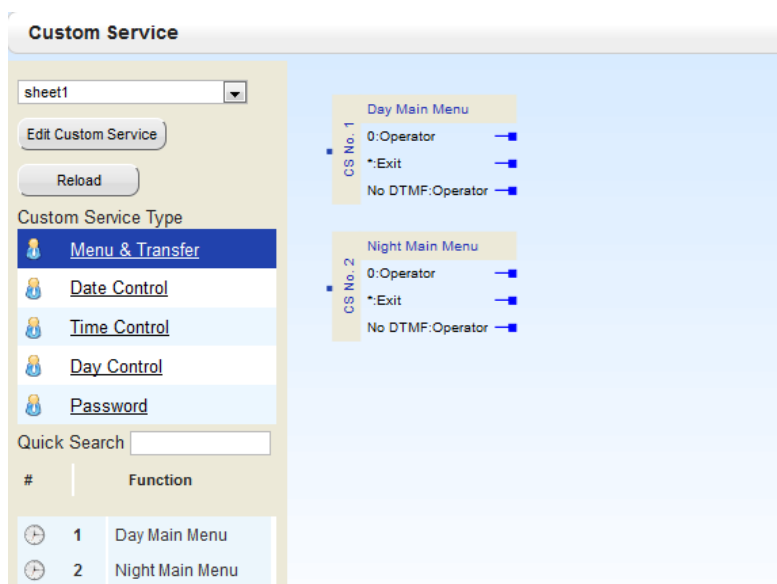 Custom Service
sheet1
Edit Custom Service
Reload
Custom Service Type
Menu & Transfer
Date Control
Time Control
Day Control
Password
Quick Search
# Function
1 Day Main Menu
2 Night Main Menu
CS No. 1
Day Main Menu
0:Operator
*:Exit
No DTMF:Operator
CS No. 2
Night Main Menu
0:Operator
*:Exit
No DTMF:Operator